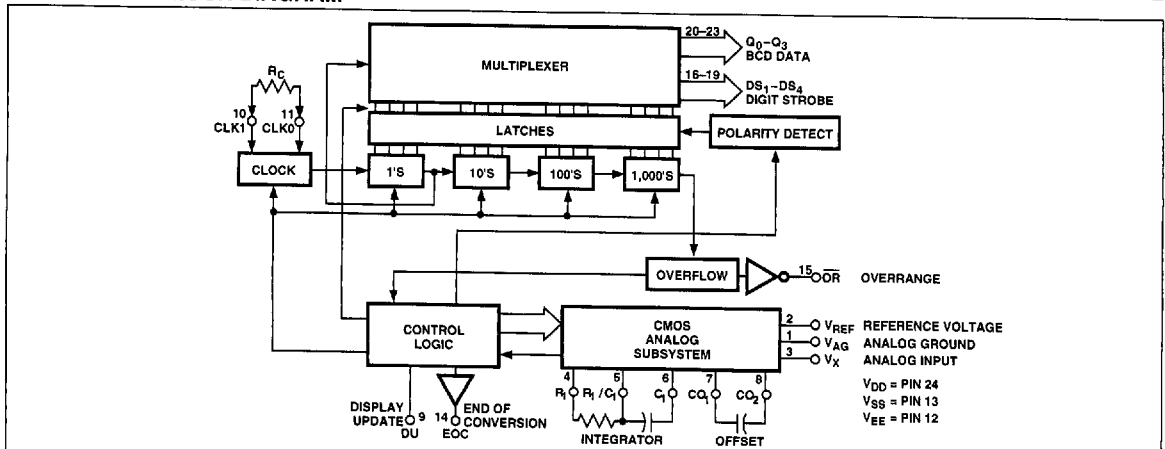 20–23
Q0–Q3
BCD DATA
MULTIPLEXER
16–19
DS1–DS4
DIGIT STROBE
RC
10
11
CLK1
CLK0
LATCHES
POLARITY DETECT
CLOCK
1'S
10'S
100'S
1,000'S
OVERFLOW
15
OR
OVERRANGE
CONTROL
LOGIC
CMOS
ANALOG
SUBSYSTEM
2
VREF REFERENCE VOLTAGE
1
VAG ANALOG GROUND
3
VX ANALOG INPUT
4
5
6
7
8
RI
RI /CI
CI
CO1
CO2
VDD = PIN 24
VSS = PIN 13
VEE = PIN 12
DISPLAY
UPDATE
9
DU
14
END OF
CONVERSION
EOC
INTEGRATOR
OFFSET